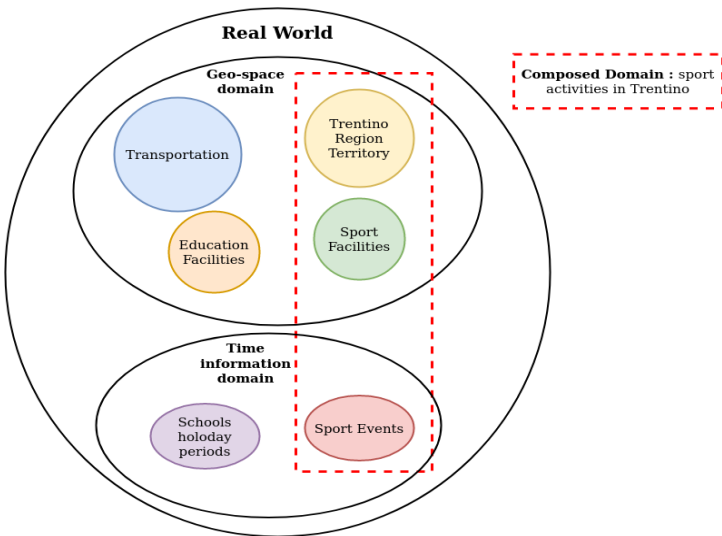 Real World
Geo-space
domain
Composed Domain : sport
activities in Trentino
Transportation
Trentino
Region
Territory
Education
Facilities
Sport
Facilities
Time
information
domain
Schools
holoday
periods
Sport Events